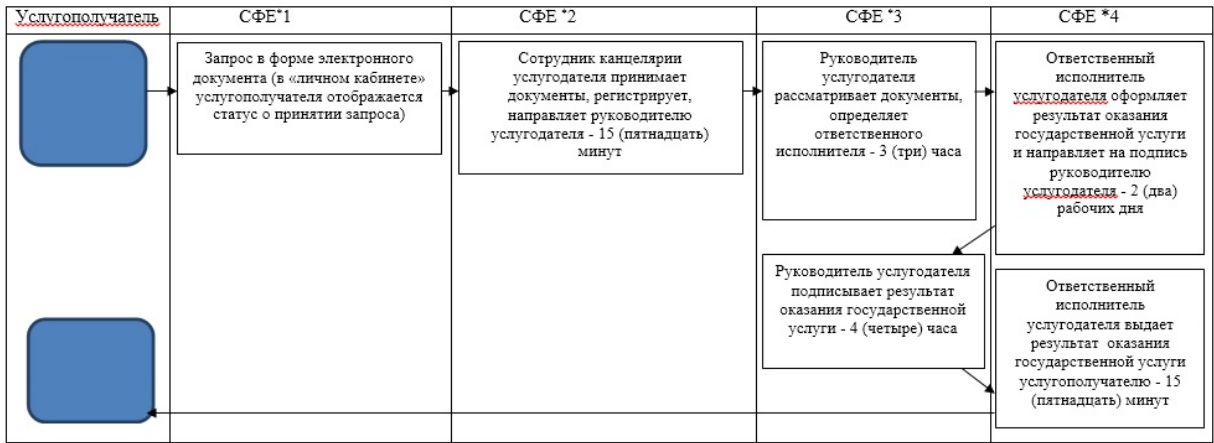 Услугополучатель
СФЕ*1
СФЕ *2
СФЕ *3
СФЕ *4
Запрос в форме электронного
документа (в «личном кабинете»
услугополучателя отображается
статус о принятии запроса)
Сотрудник канцелярии
услугодателя принимает
документы, регистрирует,
направляет руководителю
услугодателя - 15 (пятнадцать)
минут
Руководитель
услугодателя
рассматривает документы,
определяет
ответственного
исполнителя - 3 (три) часа
Ответственный
исполнитель
услугодателя оформляет
результат оказания
государственной услуги
и направляет на подпись
руководителю
услугодателя - 2 (два)
рабочих дня
Руководитель услугодателя
подписывает результат
оказания государственной
услуги - 4 (четыре) часа
Ответственный
исполнитель
услугодателя выдает
результат оказания
государственной услуги
услугополучателю - 15
(пятнадцать) минут